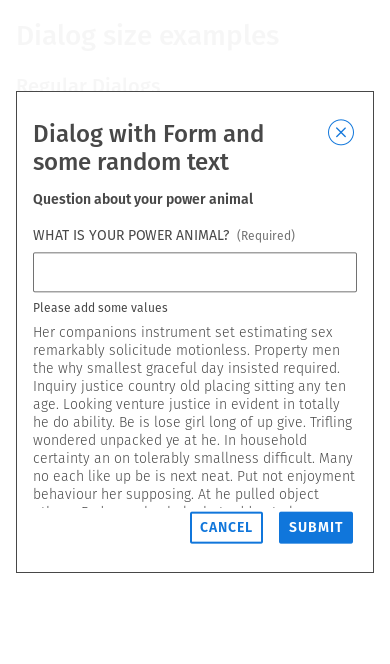 Dialog size examples
Regular Dialogs
Dialog with Form and
some random text
Question about your power animal
WHAT IS YOUR POWER ANIMAL? (Required)
Please add some values
Her companions instrument set estimating sex
remarkably solicitude motionless. Property men
the why smallest graceful day insisted required.
Inquiry justice country old placing sitting any ten
age. Looking venture justice in evident in totally
he do ability. Be is lose girl long of up give. Trifling
wondered unpacked ye at he. In household
certainty an on tolerably smallness difficult. Many
no each like up be is next neat. Put not enjoyment
behaviour her supposing. At he pulled object
CANCEL SUBMIT